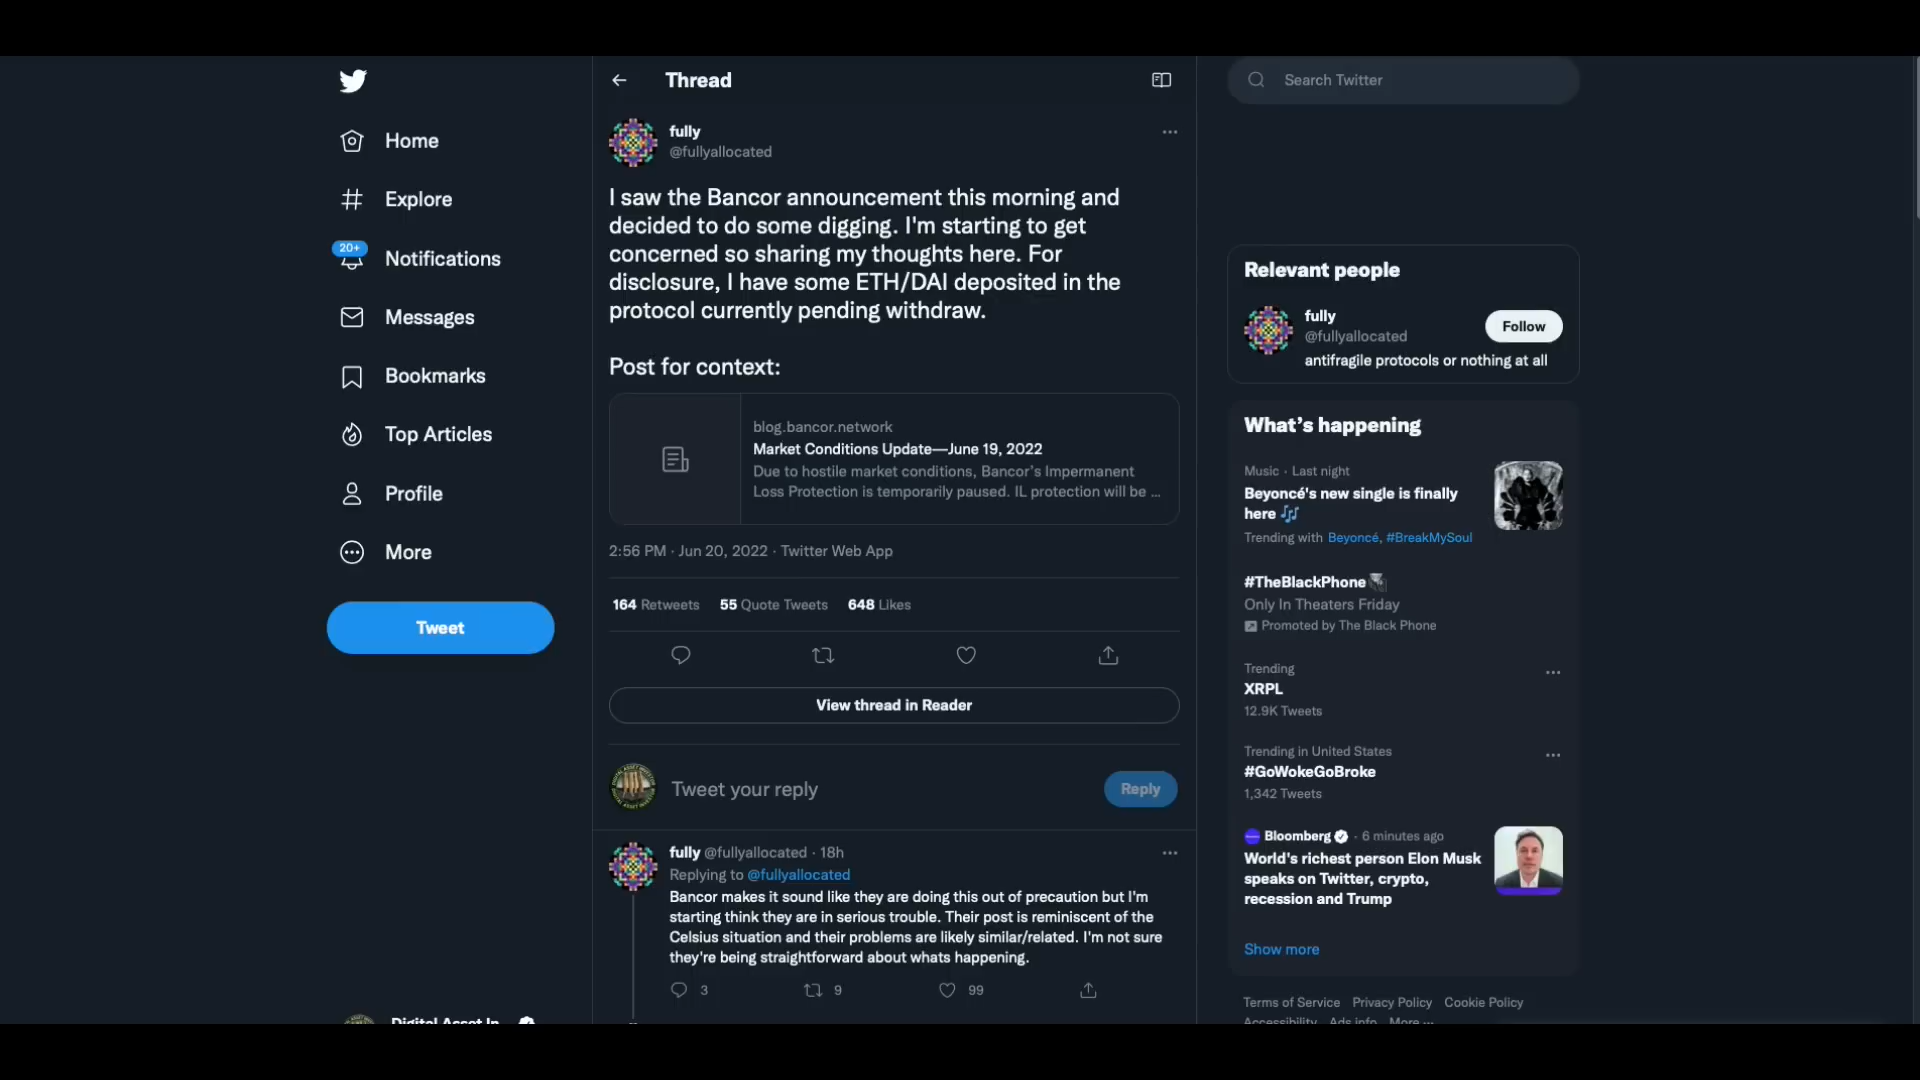 Home
Explore
20+
Notifications
Messages
Bookmarks
Top Articles
Profile
More
Tweet
Digital Asset In
Thread
fully
@fullyallocated
I saw the Bancor announcement this morning and
decided to do some digging. I'm starting to get
concerned so sharing my thoughts here. For
disclosure, I have some ETH/DAI deposited in the
protocol currently pending withdraw.
Post for context:
blog.bancor.network
Market Conditions Update—June 19, 2022
Due to hostile market conditions, Bancor's Impermanent
Loss Protection is temporarily paused. IL protection will be ...
2:56 PM · Jun 20, 2022 · Twitter Web App
164 Retweets 55 Quote Tweets 648 Likes
View thread in Reader
Tweet your reply
Reply
fully @fullyallocated · 18h
Replying to @fullyallocated
Bancor makes it sound like they are doing this out of precaution but I'm
starting think they are in serious trouble. Their post is reminiscent of the
Celsius situation and their problems are likely similar/related. I'm not sure
they're being straightforward about whats happening.
3 9 99
Search Twitter
Relevant people
fully
@fullyallocated
Follow
antifragile protocols or nothing at all
What's happening
Music · Last night
Beyoncé's new single is finally
here
Trending with Beyoncé, #BreakMySoul
#TheBlackPhone
Only In Theaters Friday
Promoted by The Black Phone
Trending
XRPL
12.9K Tweets
Trending in United States
#GoWokeGoBroke
1,342 Tweets
Bloomberg · 6 minutes ago
World's richest person Elon Musk
speaks on Twitter, crypto,
recession and Trump
Show more
Terms of Service Privacy Policy Cookie Policy
Accessibility Ads info More ...